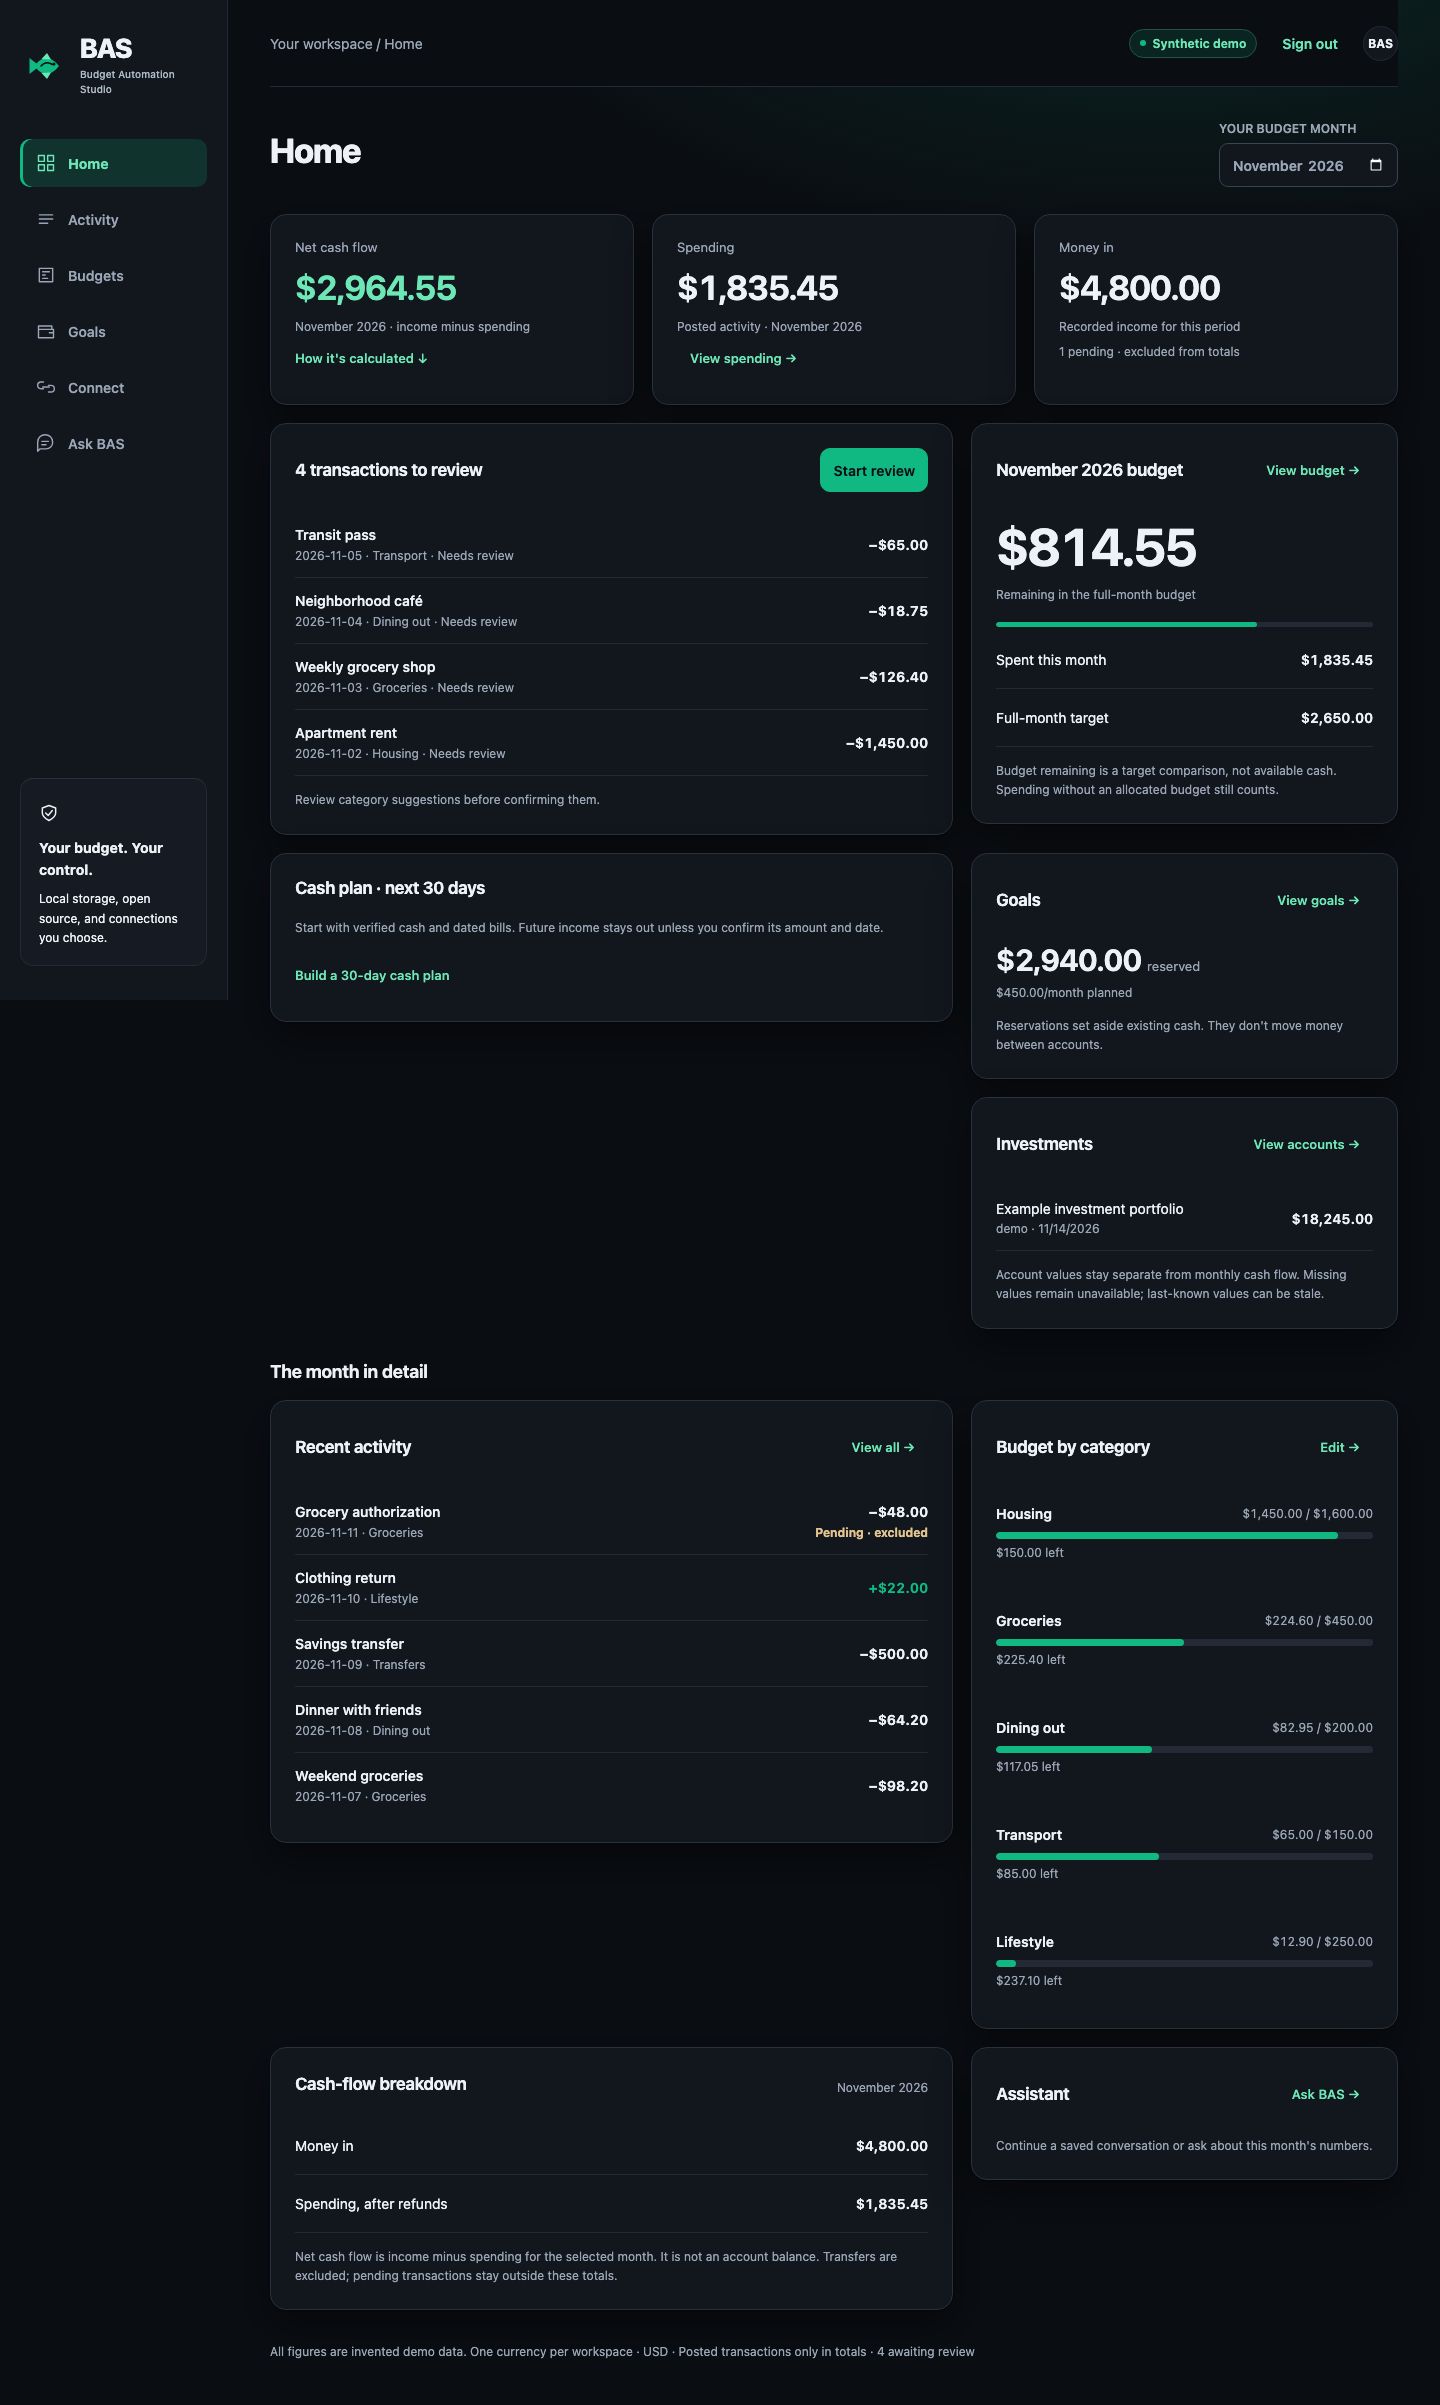 BAS
Budget Automation
Studio
Home
Activity
Budgets
Goals
Connect
Ask BAS
Your budget. Your
control.
Local storage, open
source, and connections
you choose.
Your workspace / Home
Synthetic demo
Sign out
BAS
Home
YOUR BUDGET MONTH
November 2026
Net cash flow
$2,964.55
November 2026 · income minus spending
How it's calculated ↓
Spending
$1,835.45
Posted activity · November 2026
View spending →
Money in
$4,800.00
Recorded income for this period
1 pending · excluded from totals
4 transactions to review
Start review
Transit pass
2026-11-05 · Transport · Needs review
−$65.00
Neighborhood café
2026-11-04 · Dining out · Needs review
−$18.75
Weekly grocery shop
2026-11-03 · Groceries · Needs review
−$126.40
Apartment rent
2026-11-02 · Housing · Needs review
−$1,450.00
Review category suggestions before confirming them.
November 2026 budget
View budget →
$814.55
Remaining in the full-month budget
Spent this month
$1,835.45
Full-month target
$2,650.00
Budget remaining is a target comparison, not available cash.
Spending without an allocated budget still counts.
Cash plan · next 30 days
Start with verified cash and dated bills. Future income stays out unless you confirm its amount and date.
Build a 30-day cash plan
Goals
View goals →
$2,940.00 reserved
$450.00/month planned
Reservations set aside existing cash. They don't move money
between accounts.
Investments
View accounts →
Example investment portfolio
demo · 11/14/2026
$18,245.00
Account values stay separate from monthly cash flow. Missing
values remain unavailable; last-known values can be stale.
The month in detail
Recent activity
View all →
Grocery authorization
2026-11-11 · Groceries
−$48.00
Pending · excluded
Clothing return
2026-11-10 · Lifestyle
+$22.00
Savings transfer
2026-11-09 · Transfers
−$500.00
Dinner with friends
2026-11-08 · Dining out
−$64.20
Weekend groceries
2026-11-07 · Groceries
−$98.20
Budget by category
Edit →
Housing
$1,450.00 / $1,600.00
$150.00 left
Groceries
$224.60 / $450.00
$225.40 left
Dining out
$82.95 / $200.00
$117.05 left
Transport
$65.00 / $150.00
$85.00 left
Lifestyle
$12.90 / $250.00
$237.10 left
Cash-flow breakdown
November 2026
Money in
$4,800.00
Spending, after refunds
$1,835.45
Net cash flow is income minus spending for the selected month. It is not an account balance. Transfers are
excluded; pending transactions stay outside these totals.
Assistant
Ask BAS →
Continue a saved conversation or ask about this month's numbers.
All figures are invented demo data. One currency per workspace · USD · Posted transactions only in totals · 4 awaiting review